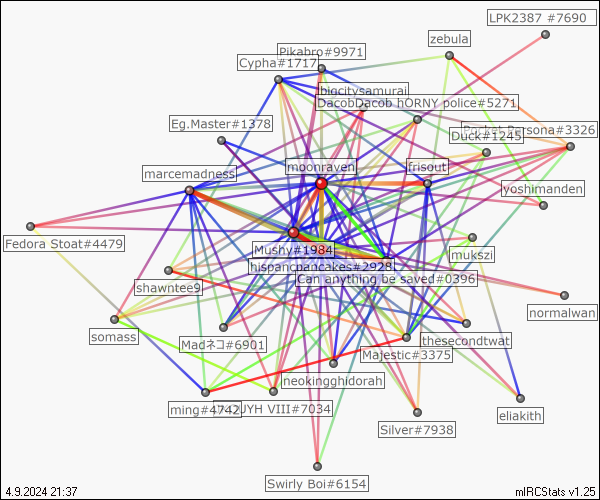 LPK2387 #7690
zebula
Pikabro#9971
Cypha#1717
bigcitysamurai
DacobDacob hORNY police#5271
Eg.Master#1378
Persona#3326
Duck#1245
moonraven
frisout
marcemadness
yoshimanden
Fedora Stoat#4479
Mushy#1984
mukszi
hispancpancakes#2928
Can anything be saved#0396
shawntee9
normalwan
somass
Madネコ#6901
thesecondtwat
Majestic#3375
neokingghidorah
ming#4742
UYH VIII#7034
eliakith
Silver#7938
Swirly Boi#6154
4.9.2024 21:37
mIRCStats v1.25